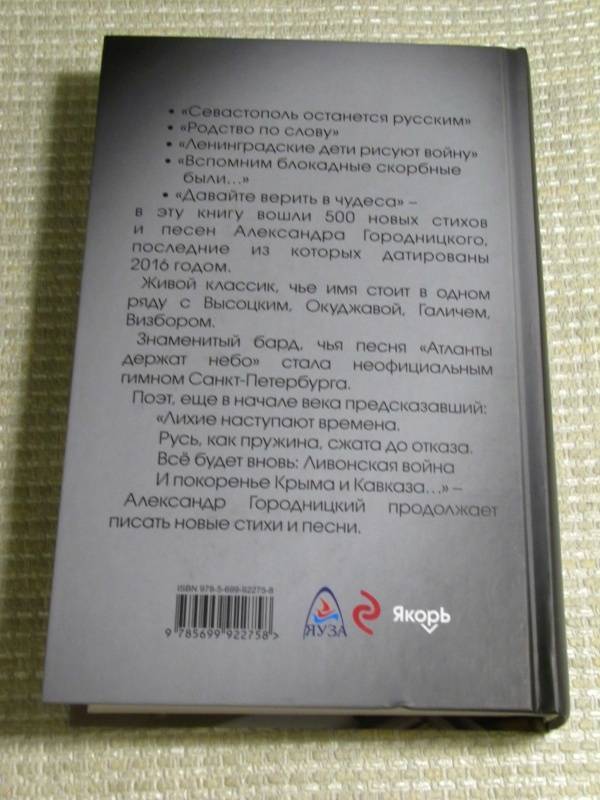 • «Севастополь останется русским»
• «Родство по слову»
• «Ленинградские дети рисуют войну»
• «Вспомним блокадные скорбные
были...»
• «Давайте верить в чудеса» –
в эту книгу вошли 500 новых стихов
и песен Александра Городницкого,
последние из которых датированы
2016 годом.
Живой классик, чье имя стоит в одном
ряду с Высоцким, Окуджавой, Галичем,
Визбором.
Знаменитый бард, чья песня «Атланты
держат небо» стала неофициальным
гимном Санкт-Петербурга.
Поэт, еще в начале века предсказавший:
«Лихие наступают времена.
Русь, как пружина, сжата до отказа.
Всё будет вновь: Ливонская война
И покоренье Крыма и Кавказа...» –
Александр Городницкий продолжает
писать новые стихи и песни.
ISBN 978-5-699-92275-8
9 785699 922758 >
ЯУЗА
Якорь